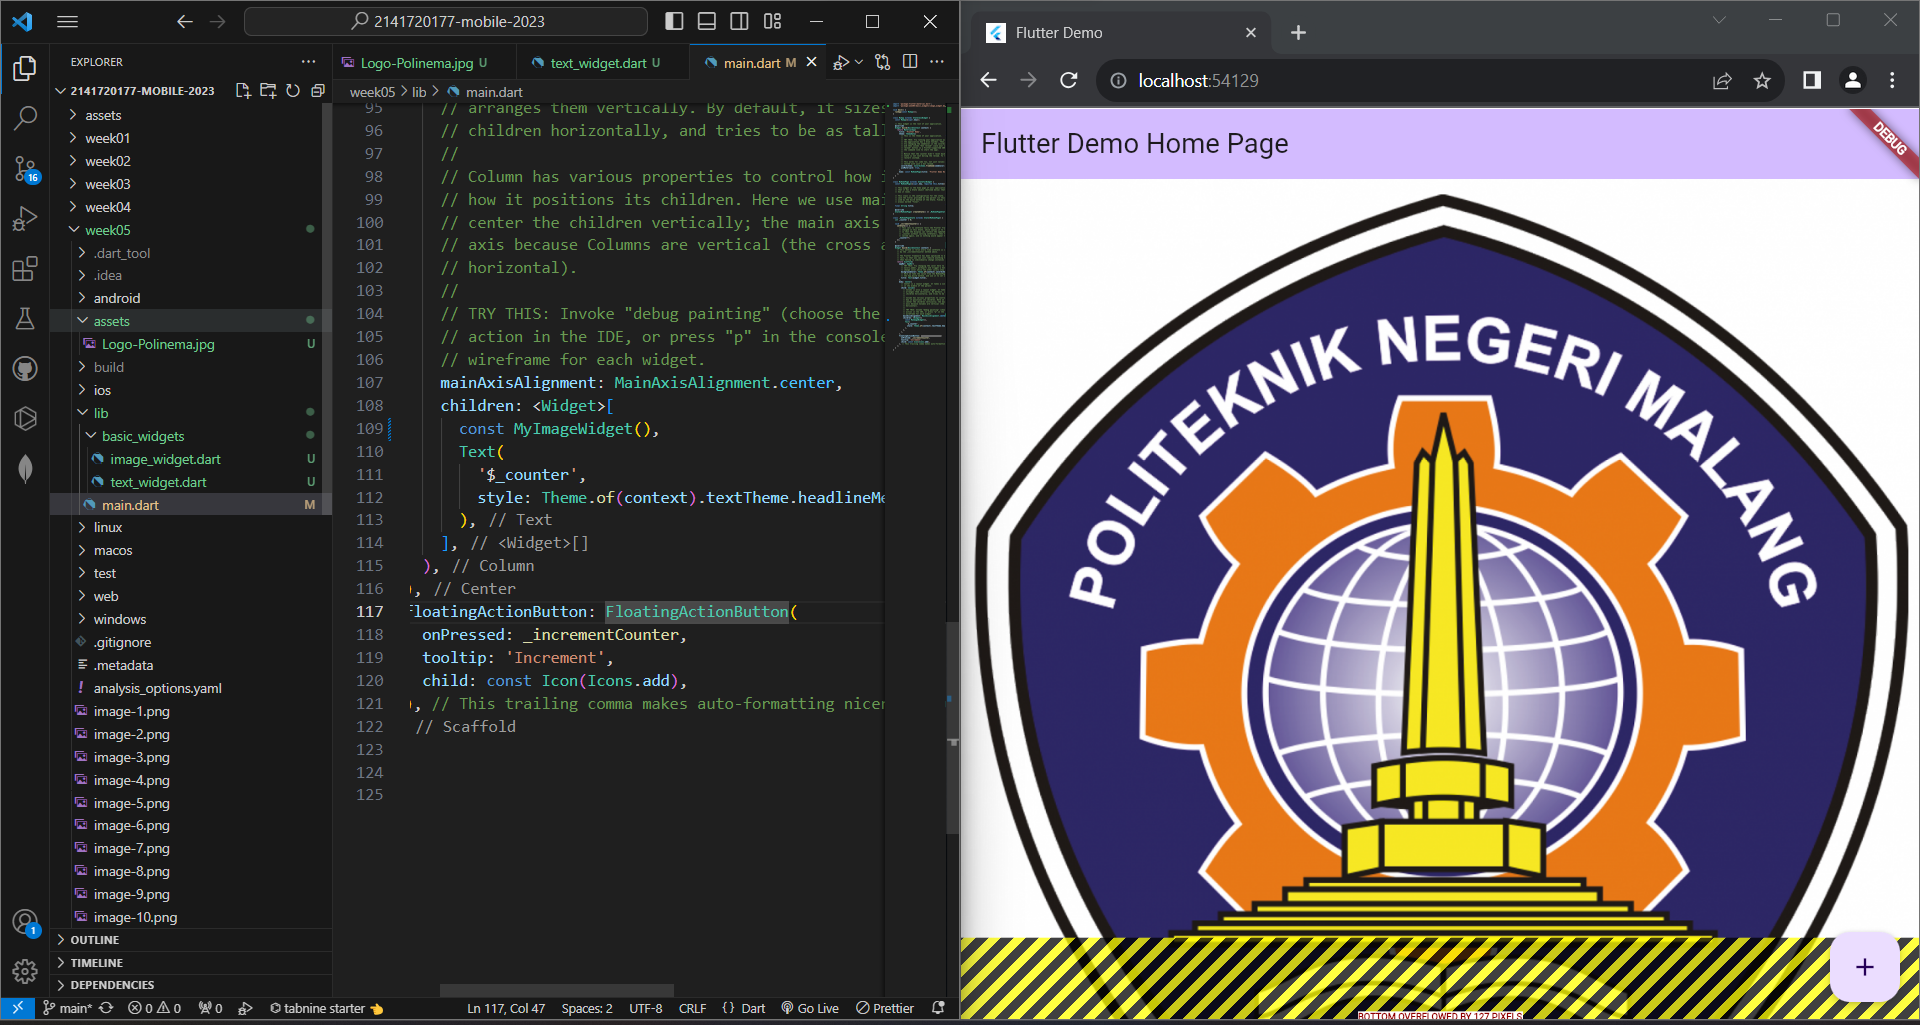 2141720177-mobile-2023
EXPLORER
2141720177-MOBILE-2023
assets
week01
week02
week03
week04
week05
.dart_tool
.idea
android
assets
Logo-Polinema.jpg U
build
ios
lib
basic_widgets
image_widget.dart U
text_widget.dart U
main.dart M
linux
macos
test
web
windows
.gitignore
.metadata
! analysis_options.yaml
image-1.png
image-2.png
image-3.png
image-4.png
image-5.png
image-6.png
image-7.png
image-8.png
image-9.png
image-10.png
OUTLINE
TIMELINE
DEPENDENCIES
16
1
Logo-Polinema.jpg U
text_widget.dart U
main.dart M
week05 > lib > main.dart
95 // arranges them vertically. By default, it sizes
96 // children horizontally, and tries to be as tall
97 //
98 // Column has various properties to control how i
99 // how it positions its children. Here we use mai
100 // center the children vertically; the main axis
101 // axis because Columns are vertical (the cross a
102 // horizontal).
103 //
104 // TRY THIS: Invoke "debug painting" (choose the
105 // action in the IDE, or press "p" in the console
106 // wireframe for each widget.
107 mainAxisAlignment: MainAxisAlignment.center,
108 children: <Widget>[
109 const MyImageWidget(),
110 Text(
111 '$_counter',
112 style: Theme.of(context).textTheme.headlineMe
113 ), // Text
114 ], // <Widget>[]
115 ), // Column
116 ), // Center
117 floatingActionButton: FloatingActionButton(
118 onPressed: _incrementCounter,
119 tooltip: 'Increment',
120 child: const Icon(Icons.add),
121 ), // This trailing comma makes auto-formatting nicer
122 // Scaffold
123
124
125
main* 0 0 0 tabnine starter Ln 117, Col 47 Spaces: 2 UTF-8 CRLF { } Dart Go Live Prettier
Flutter Demo
localhost:54129
Flutter Demo Home Page
DEBUG
POLITEKNIK NEGERI MALANG
BOTTOM OVERFLOWED BY 127 PIXELS